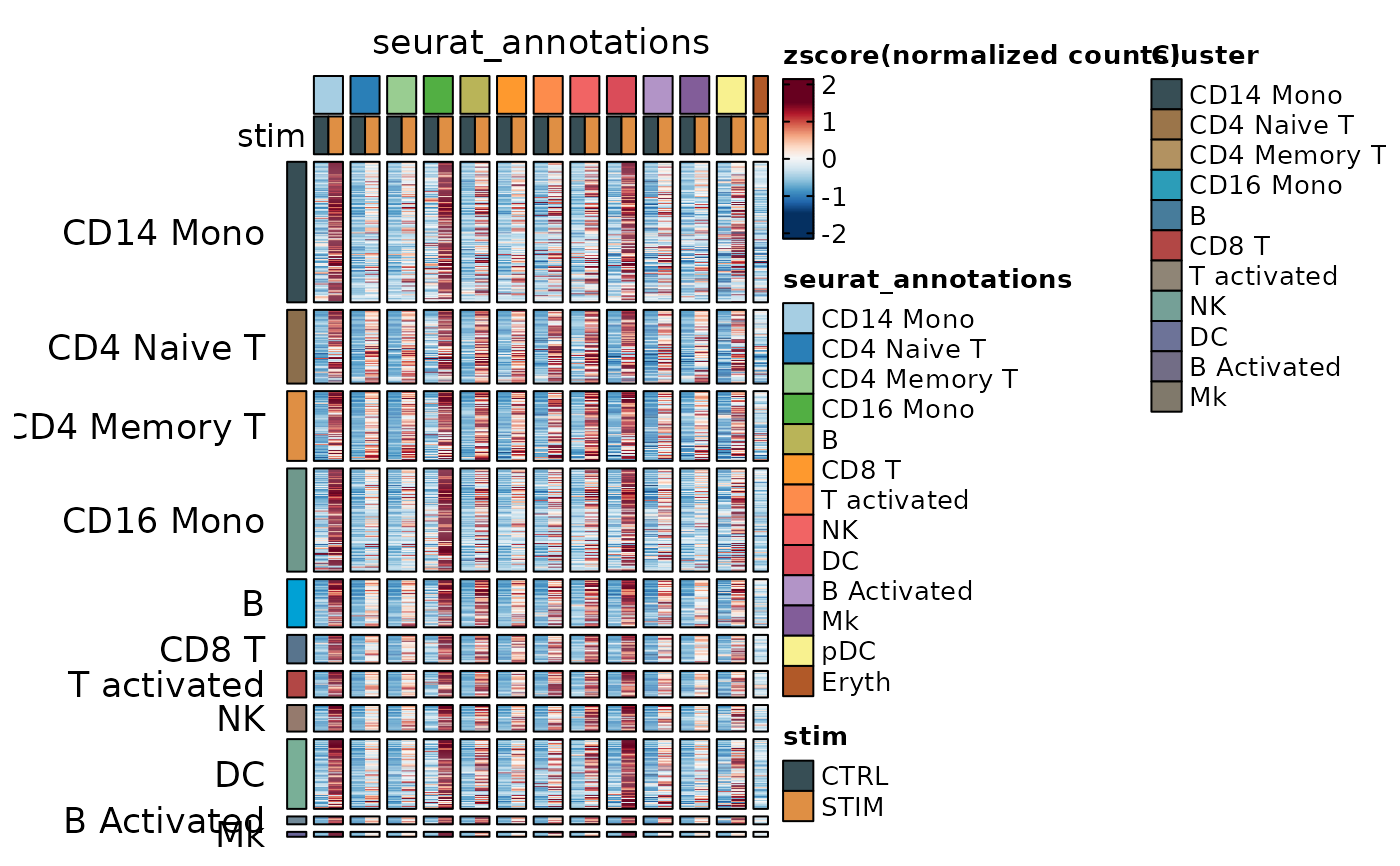 seurat_annotations
stim
CD14 Mono
CD4 Naive T
CD4 Memory T
CD16 Mono
B
CD8 T
T activated
NK
DC
B Activated
Mk
zscore(normalized counts)
2
1
0
-1
-2
seurat_annotations
CD14 Mono
CD4 Naive T
CD4 Memory T
CD16 Mono
B
CD8 T
T activated
NK
DC
B Activated
Mk
pDC
Eryth
stim
CTRL
STIM
Cluster
CD14 Mono
CD4 Naive T
CD4 Memory T
CD16 Mono
B
CD8 T
T activated
NK
DC
B Activated
Mk